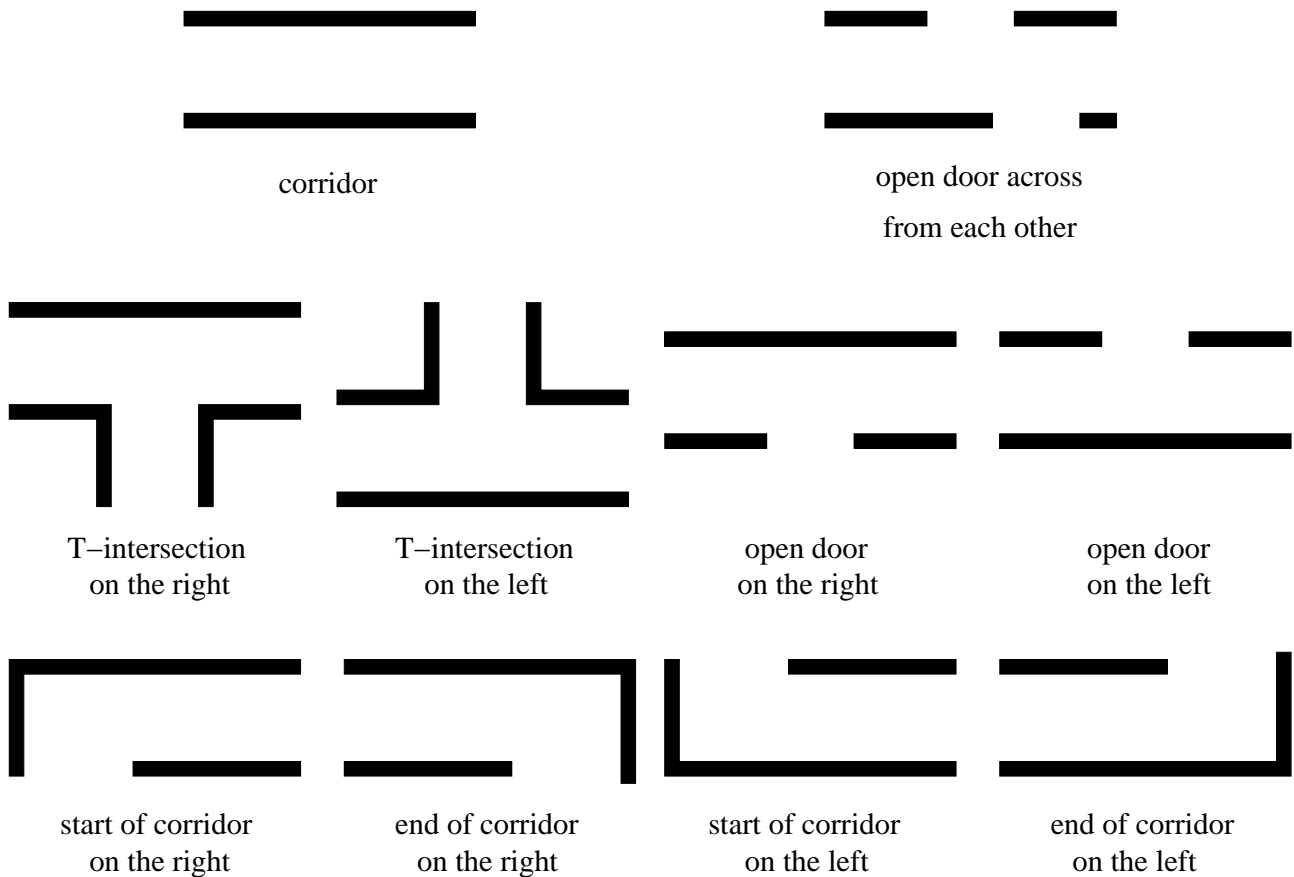 corridor
open door across
from each other
T−intersection
on the right
T−intersection
on the left
open door
on the right
open door
on the left
start of corridor
on the right
end of corridor
on the right
start of corridor
on the left
end of corridor
on the left